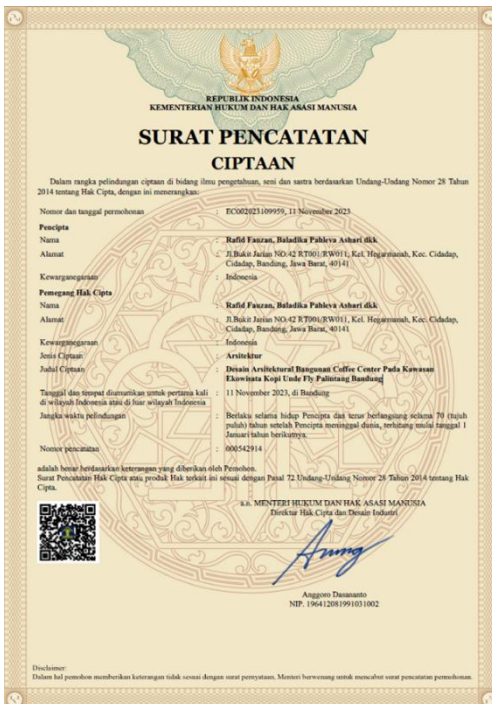 REPUBLIK INDONESIA
KEMENTERIAN HUKUM DAN HAK ASASI MANUSIA
SURAT PENCATATAN
CIPTAAN
Dalam rangka pelindungan ciptaan di bidang ilmu pengetahuan, seni dan sastra berdasarkan Undang-Undang Nomor 28 Tahun
2014 tentang Hak Cipta, dengan ini menerangkan:
Nomor dan tanggal permohonan : EC002023109959, 11 November 2023
Pencipta
Nama : Rafid Fauzan, Baladika Pahleva Ashari dkk
Alamat : Jl.Bukit Jarian NO:42 RT001/RW011, Kel. Hegarmanah, Kec. Cidadap,
Cidadap, Bandung, Jawa Barat, 40141
Kewarganegaraan : Indonesia
Pemegang Hak Cipta
Nama : Rafid Fauzan, Baladika Pahleva Ashari dkk
Alamat : Jl.Bukit Jarian NO:42 RT001/RW011, Kel. Hegarmanah, Kec. Cidadap,
Cidadap, Bandung, Jawa Barat, 40141
Kewarganegaraan : Indonesia
Jenis Ciptaan : Arsitektur
Judul Ciptaan : Desain Arsitektural Bangunan Coffee Center Pada Kawasan
Ekowisata Kopi Unde Fly Palintang Bandung
Tanggal dan tempat diumumkan untuk pertama kali : 11 November 2023, di Bandung
di wilayah Indonesia atau di luar wilayah Indonesia
Jangka waktu pelindungan : Berlaku selama hidup Pencipta dan terus berlangsung selama 70 (tujuh
puluh) tahun setelah Pencipta meninggal dunia, terhitung mulai tanggal 1
Januari tahun berikutnya.
Nomor pencatatan : 000542914
adalah benar berdasarkan keterangan yang diberikan oleh Pemohon.
Surat Pencatatan Hak Cipta atau produk Hak terkait ini sesuai dengan Pasal 72 Undang-Undang Nomor 28 Tahun 2014 tentang Hak
Cipta.
a.n. MENTERI HUKUM DAN HAK ASASI MANUSIA
Direktur Hak Cipta dan Desain Industri
Anggoro Dasananto
NIP. 196412081991031002
Disclaimer:
Dalam hal pemohon memberikan keterangan tidak sesuai dengan surat pernyataan, Menteri berwenang untuk mencabut surat pencatatan permohonan.